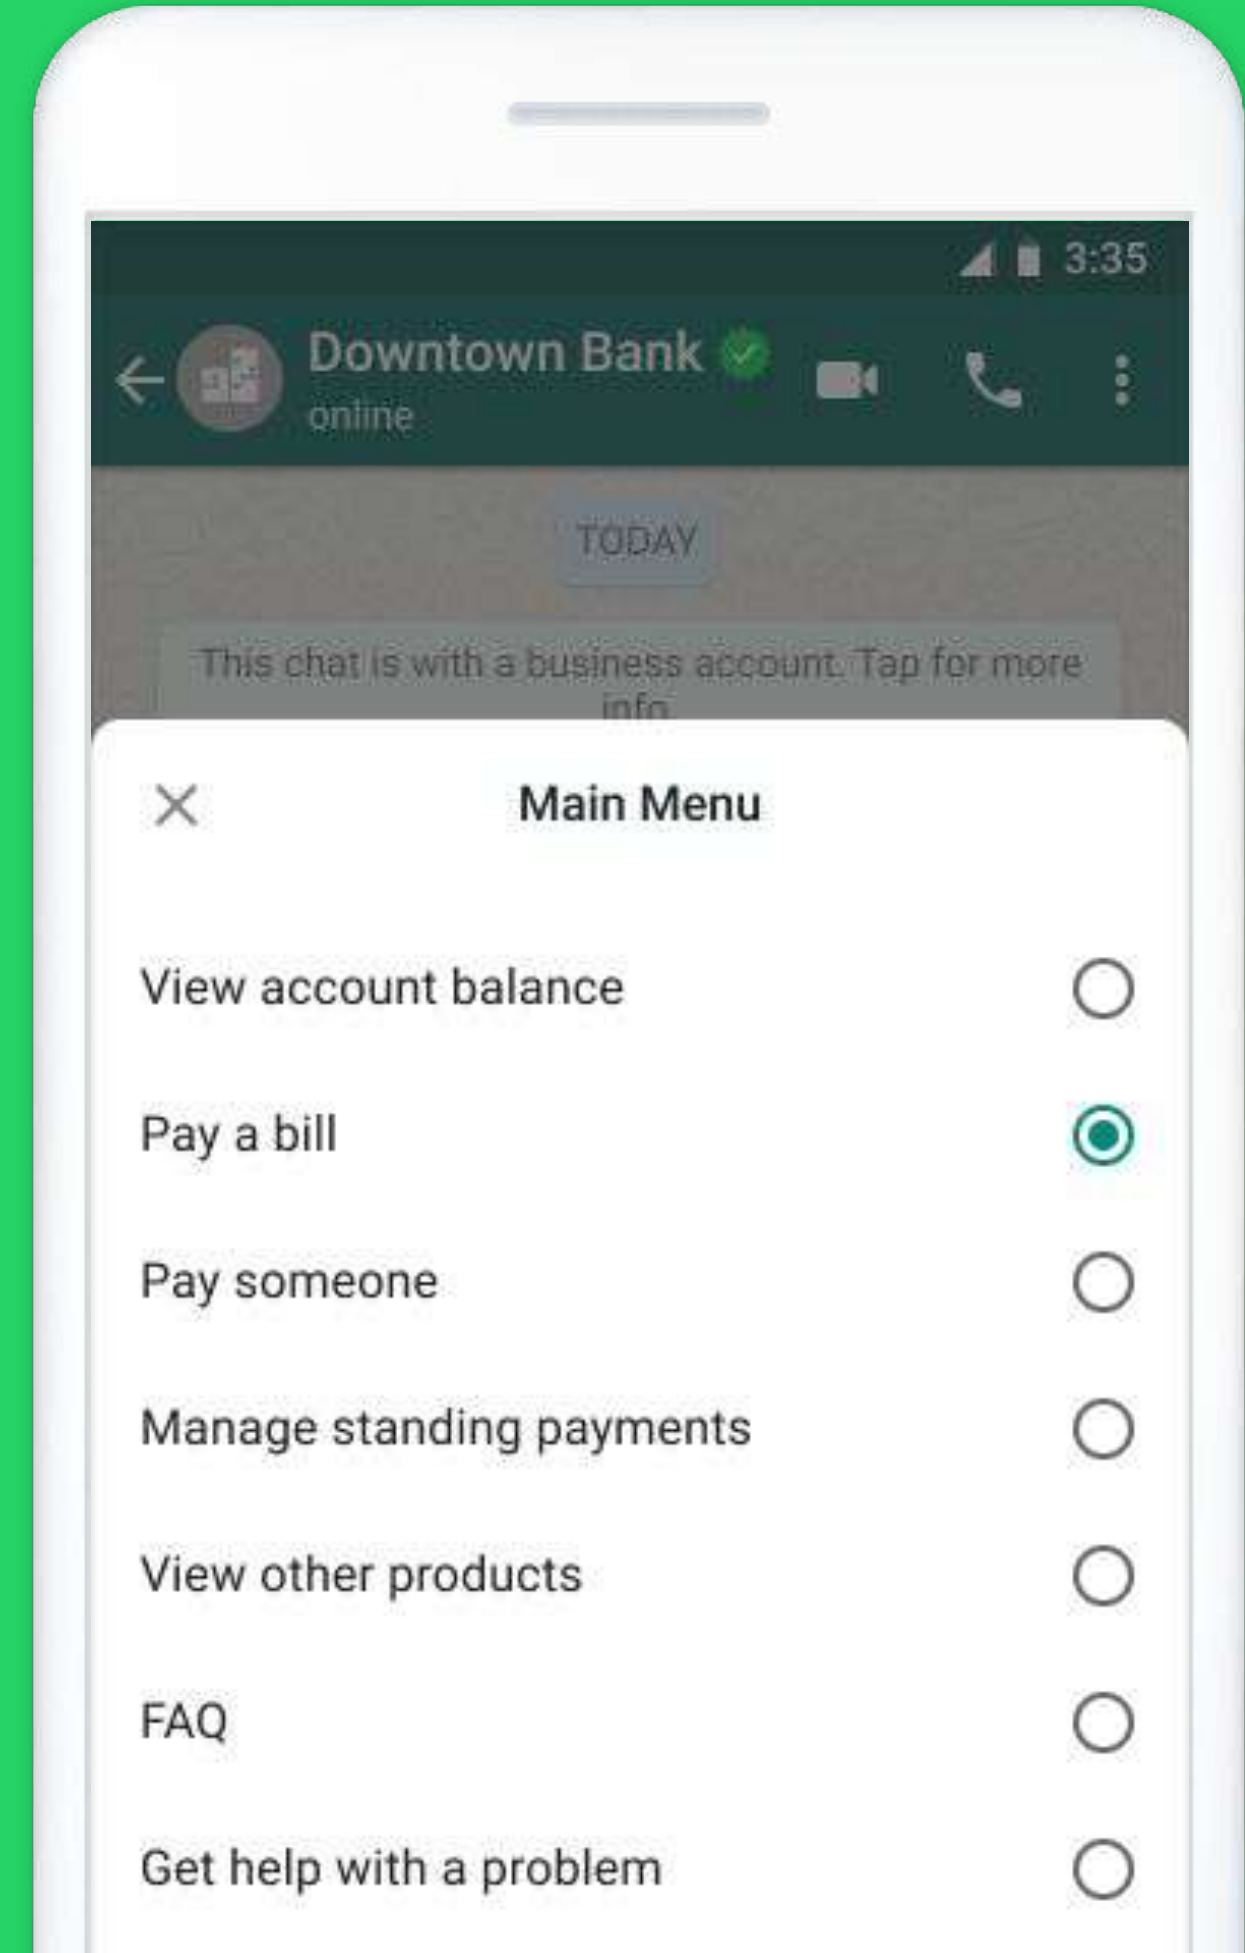 3:35
Downtown Bank
online
TODAY
This chat is with a business account. Tap for more
info.
Main Menu
View account balance
Pay a bill
Pay someone
Manage standing payments
View other products
FAQ
Get help with a problem